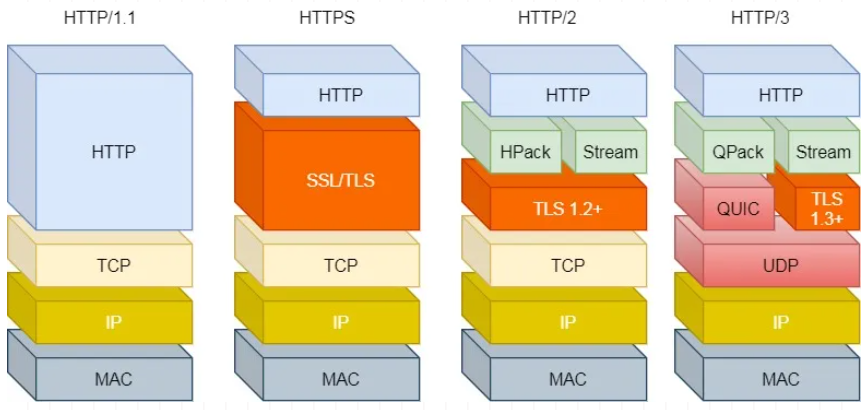 HTTP/1.1
HTTPS
HTTP/2
HTTP/3
HTTP
TCP
IP
MAC
HTTP
SSL/TLS
TCP
IP
MAC
HTTP
HPack
Stream
TLS 1.2+
TCP
IP
MAC
HTTP
QPack
Stream
QUIC
TLS
1.3+
UDP
IP
MAC